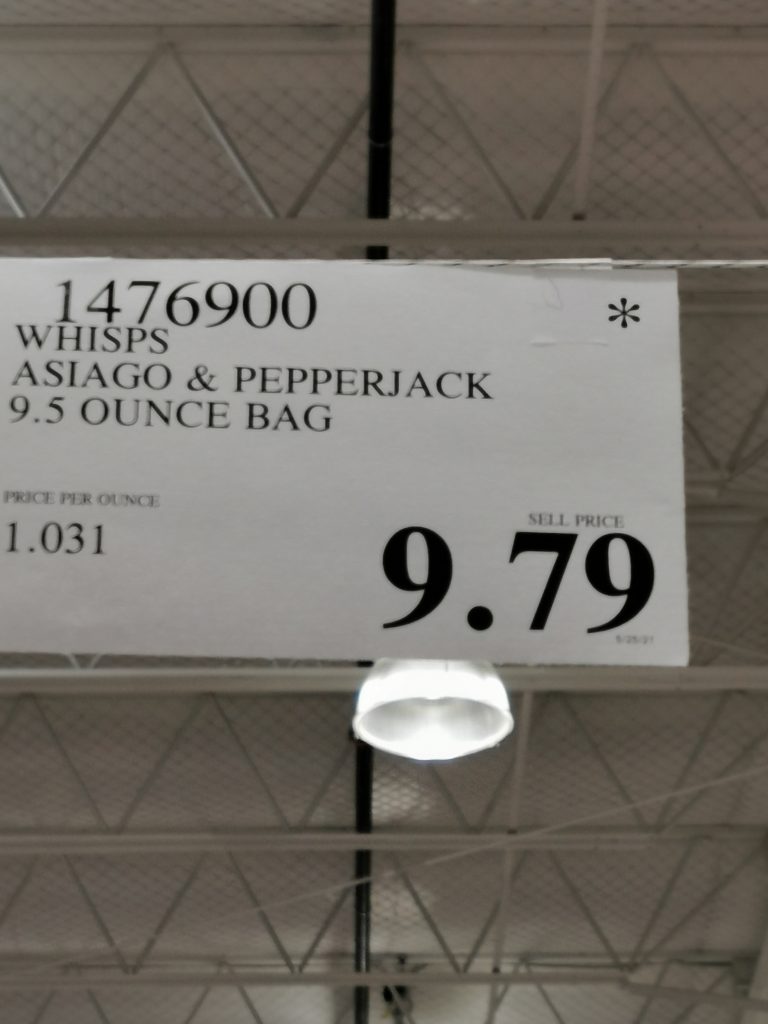 1476900 *
WHISPS
ASIAGO & PEPPERJACK
9.5 OUNCE BAG
PRICE PER OUNCE
1.031
SELL PRICE
9.79